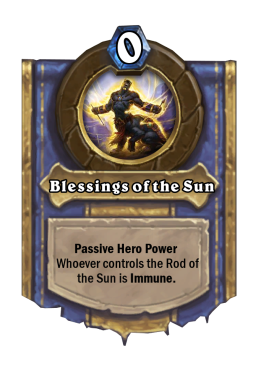 0
Blessings of the Sun
Passive Hero Power
Whoever controls the Rod of
the Sun is Immune.